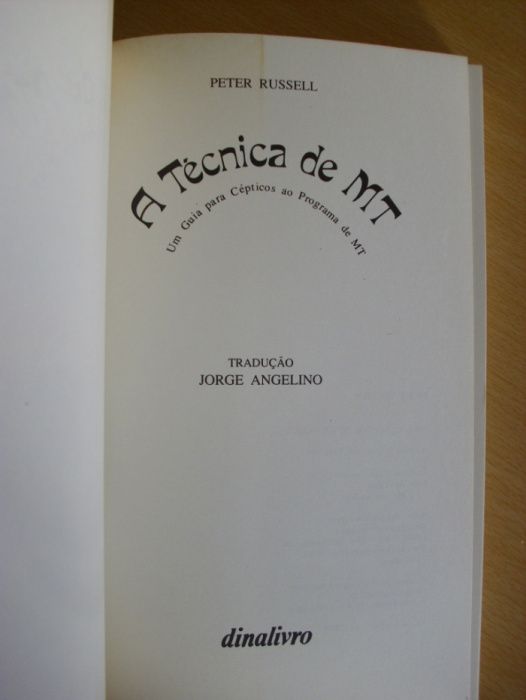 PETER RUSSELL
A Técnica de MT
Um Guia para Cépticos ao Programa de MT
TRADUÇÃO
JORGE ANGELINO
dinalivro